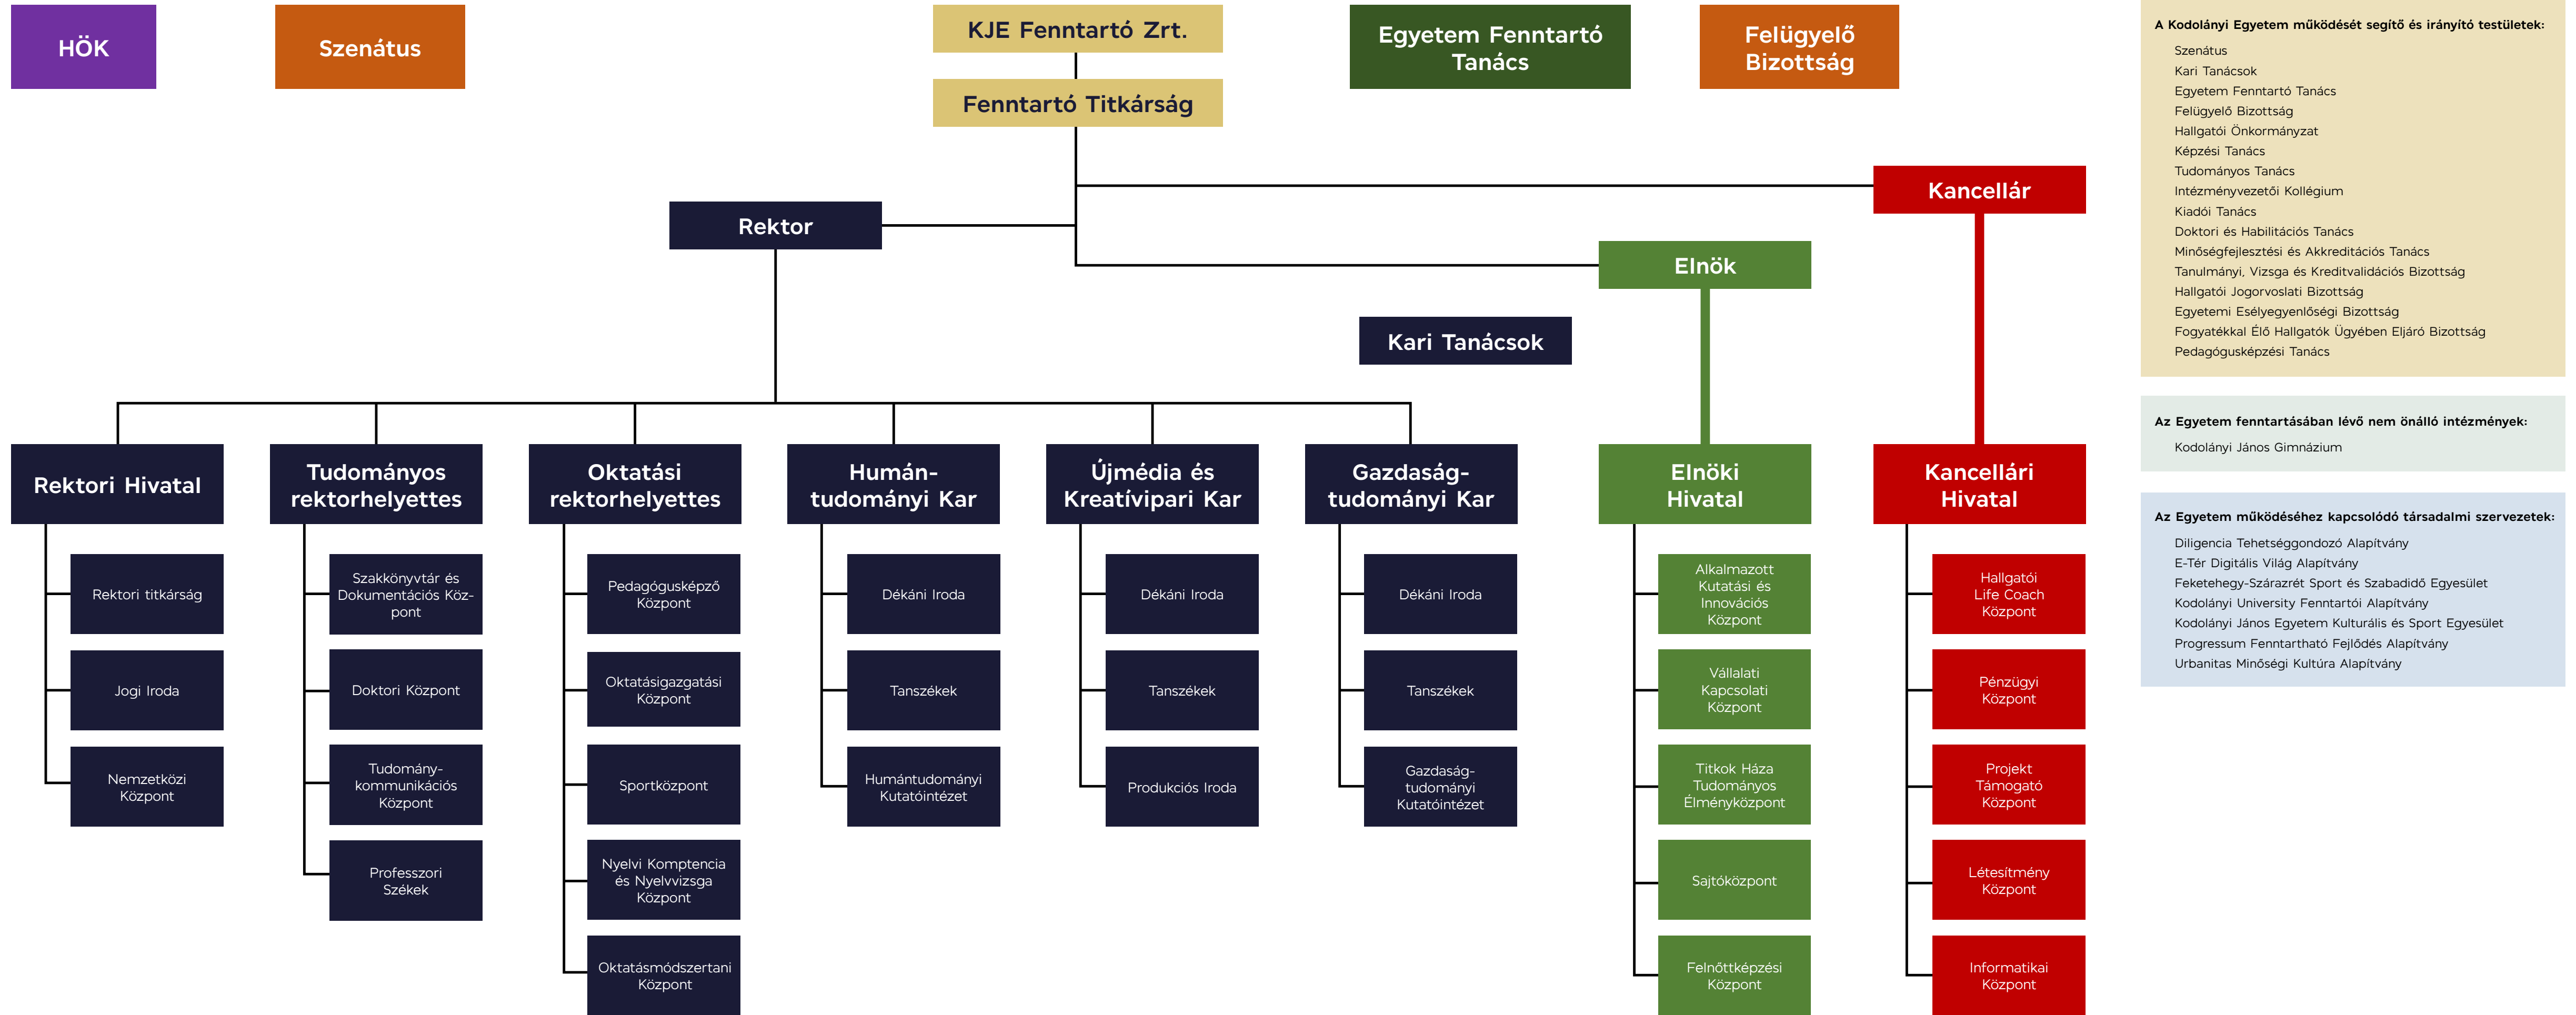 HÖK
Szenátus
KJE Fenntartó Zrt.
Fenntartó Titkárság
Egyetem Fenntartó
Tanács
Felügyelő
Bizottság
Kancellár
Rektor
Elnök
Kari Tanácsok
Rektori Hivatal
Tudományos
rektorhelyettes
Oktatási
rektorhelyettes
Humán-
tudományi Kar
Újmédia és
Kreatívipari Kar
Gazdaság-
tudományi Kar
Elnöki
Hivatal
Kancellári
Hivatal
Rektori titkárság
Jogi Iroda
Nemzetközi
Központ
Szakkönyvtár és
Dokumentációs Köz-
pont
Doktori Központ
Tudomány-
kommunikációs
Központ
Professzori
Székek
Pedagógusképző
Központ
Oktatásigazgatási
Központ
Sportközpont
Nyelvi Komptencia
és Nyelvvizsga
Központ
Oktatásmódszertani
Központ
Dékáni Iroda
Tanszékek
Humántudományi
Kutatóintézet
Dékáni Iroda
Tanszékek
Produkciós Iroda
Dékáni Iroda
Tanszékek
Gazdaság-
tudományi
Kutatóintézet
Alkalmazott
Kutatási és
Innovációs
Központ
Vállalati
Kapcsolati
Központ
Titkok Háza
Tudományos
Élményközpont
Sajtóközpont
Felnőttképzési
Központ
Hallgatói
Life Coach
Központ
Pénzügyi
Központ
Projekt
Támogató
Központ
Létesítmény
Központ
Informatikai
Központ
A Kodolányi Egyetem működését segítő és irányító testületek:
Szenátus
Kari Tanácsok
Egyetem Fenntartó Tanács
Felügyelő Bizottság
Hallgatói Önkormányzat
Képzési Tanács
Tudományos Tanács
Intézményvezetői Kollégium
Kiadói Tanács
Doktori és Habilitációs Tanács
Minőségfejlesztési és Akkreditációs Tanács
Tanulmányi, Vizsga és Kreditvalidációs Bizottság
Hallgatói Jogorvoslati Bizottság
Egyetemi Esélyegyenlőségi Bizottság
Fogyatékkal Élő Hallgatók Ügyében Eljáró Bizottság
Pedagógusképzési Tanács
Az Egyetem fenntartásában lévő nem önálló intézmények:
Kodolányi János Gimnázium
Az Egyetem működéséhez kapcsolódó társadalmi szervezetek:
Diligencia Tehetséggondozó Alapítvány
E-Tér Digitális Világ Alapítvány
Feketehegy-Szárazrét Sport és Szabadidő Egyesület
Kodolányi University Fenntartói Alapítvány
Kodolányi János Egyetem Kulturális és Sport Egyesület
Progressum Fenntartható Fejlődés Alapítvány
Urbanitas Minőségi Kultúra Alapítvány